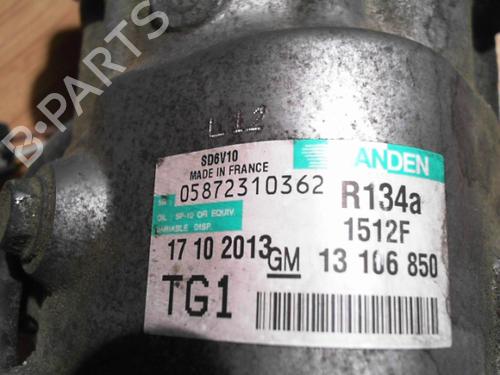 B-PARTS
L12
SD6V10
MADE IN FRANCE
ANDEN
05872310362
R134a
OIL: SP-10 OR EQUIV.
VARIABLE DISP.
1512F
17 10 2013
GM 13 106 850
TG1